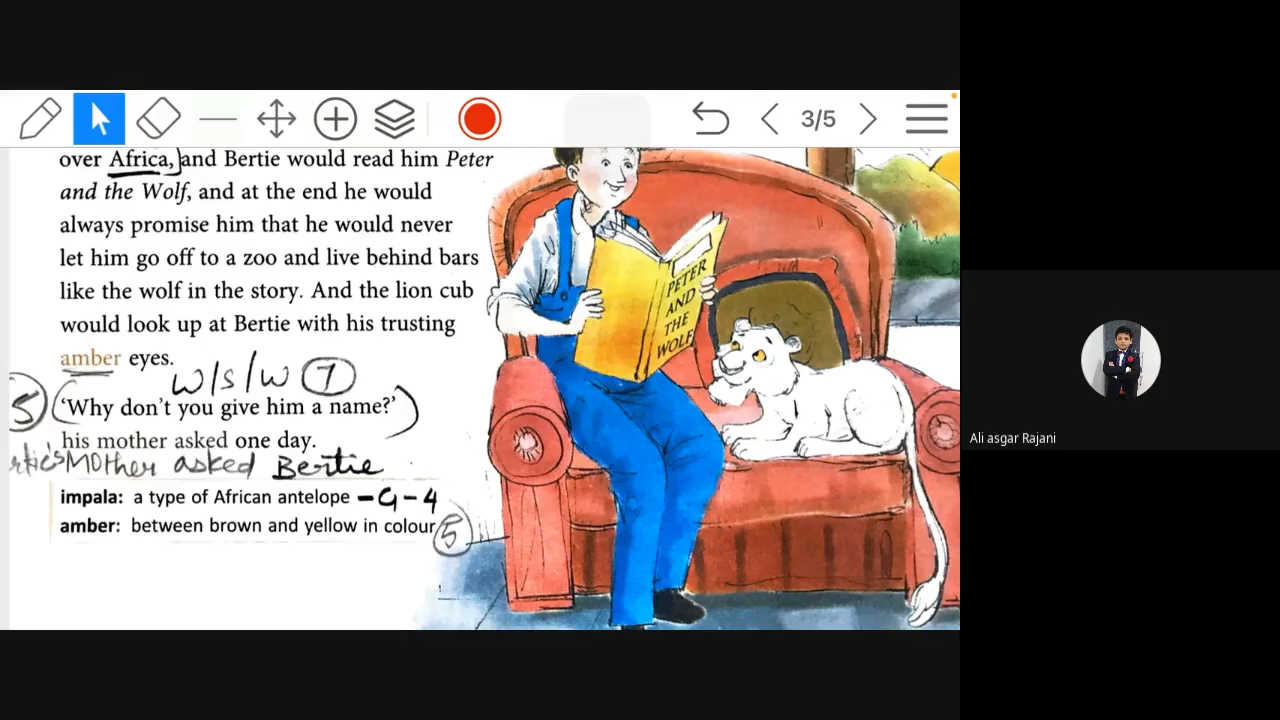 3/5
over Africa, and Bertie would read him Peter
and the Wolf, and at the end he would
always promise him that he would never
let him go off to a zoo and live behind bars
like the wolf in the story. And the lion cub
would look up at Bertie with his trusting
amber eyes.
W/S/W 7
5 ('Why don't you give him a name?')
his mother asked one day.
Mother asked Bertie
impala: a type of African antelope -G-4
amber: between brown and yellow in colour 5
PETER
AND
THE
WOLF
Ali asgar Rajani